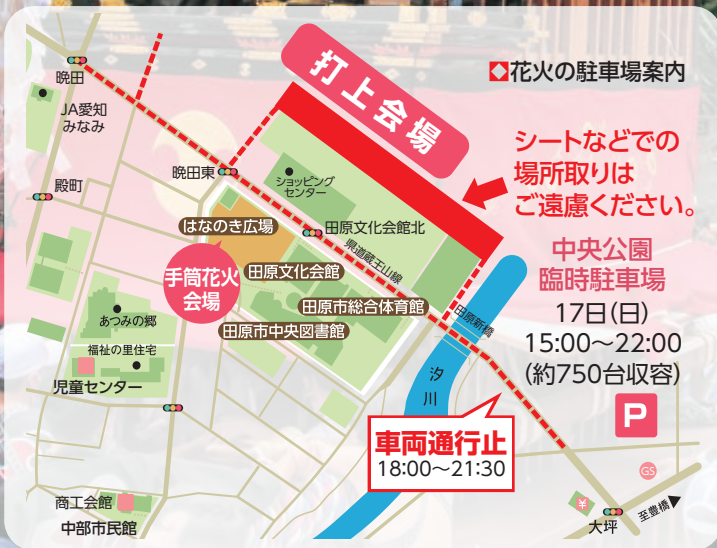 ◆花火の駐車場案内
打上会場
シートなどでの
場所取りは
ご遠慮ください。
中央公園
臨時駐車場
17日(日)
15:00～22:00
(約750台収容)
P
晩田
JA愛知
みなみ
殿町
晩田東
ショッピング
センター
はなのき広場
田原文化会館北
県道蔵王山線
手筒花火
会場
田原文化会館
田原市総合体育館
田原市中央図書館
田原新橋
あつみの郷
福祉の里住宅
児童センター
汐川
車両通行止
18:00～21:30
商工会館
中部市民館
GS
¥
大坪
至豊橋▶